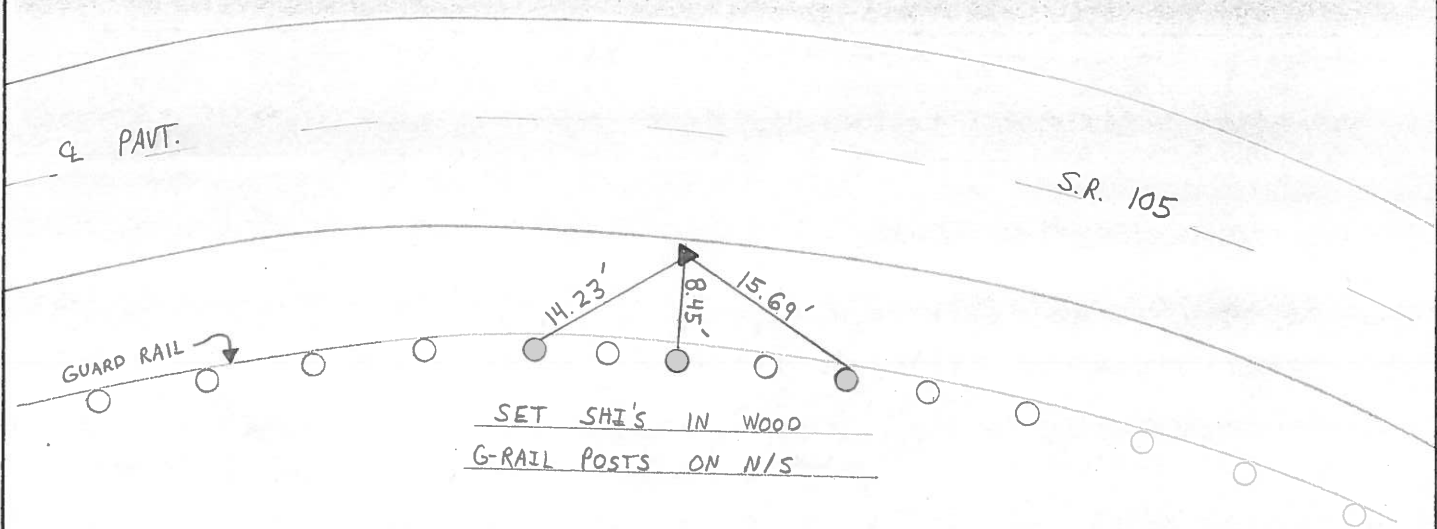 ℄ PAVT.
S.R. 105
14.23'
8.45'
15.69'
GUARD RAIL
SET SHI'S IN WOOD
G-RAIL POSTS ON N/S